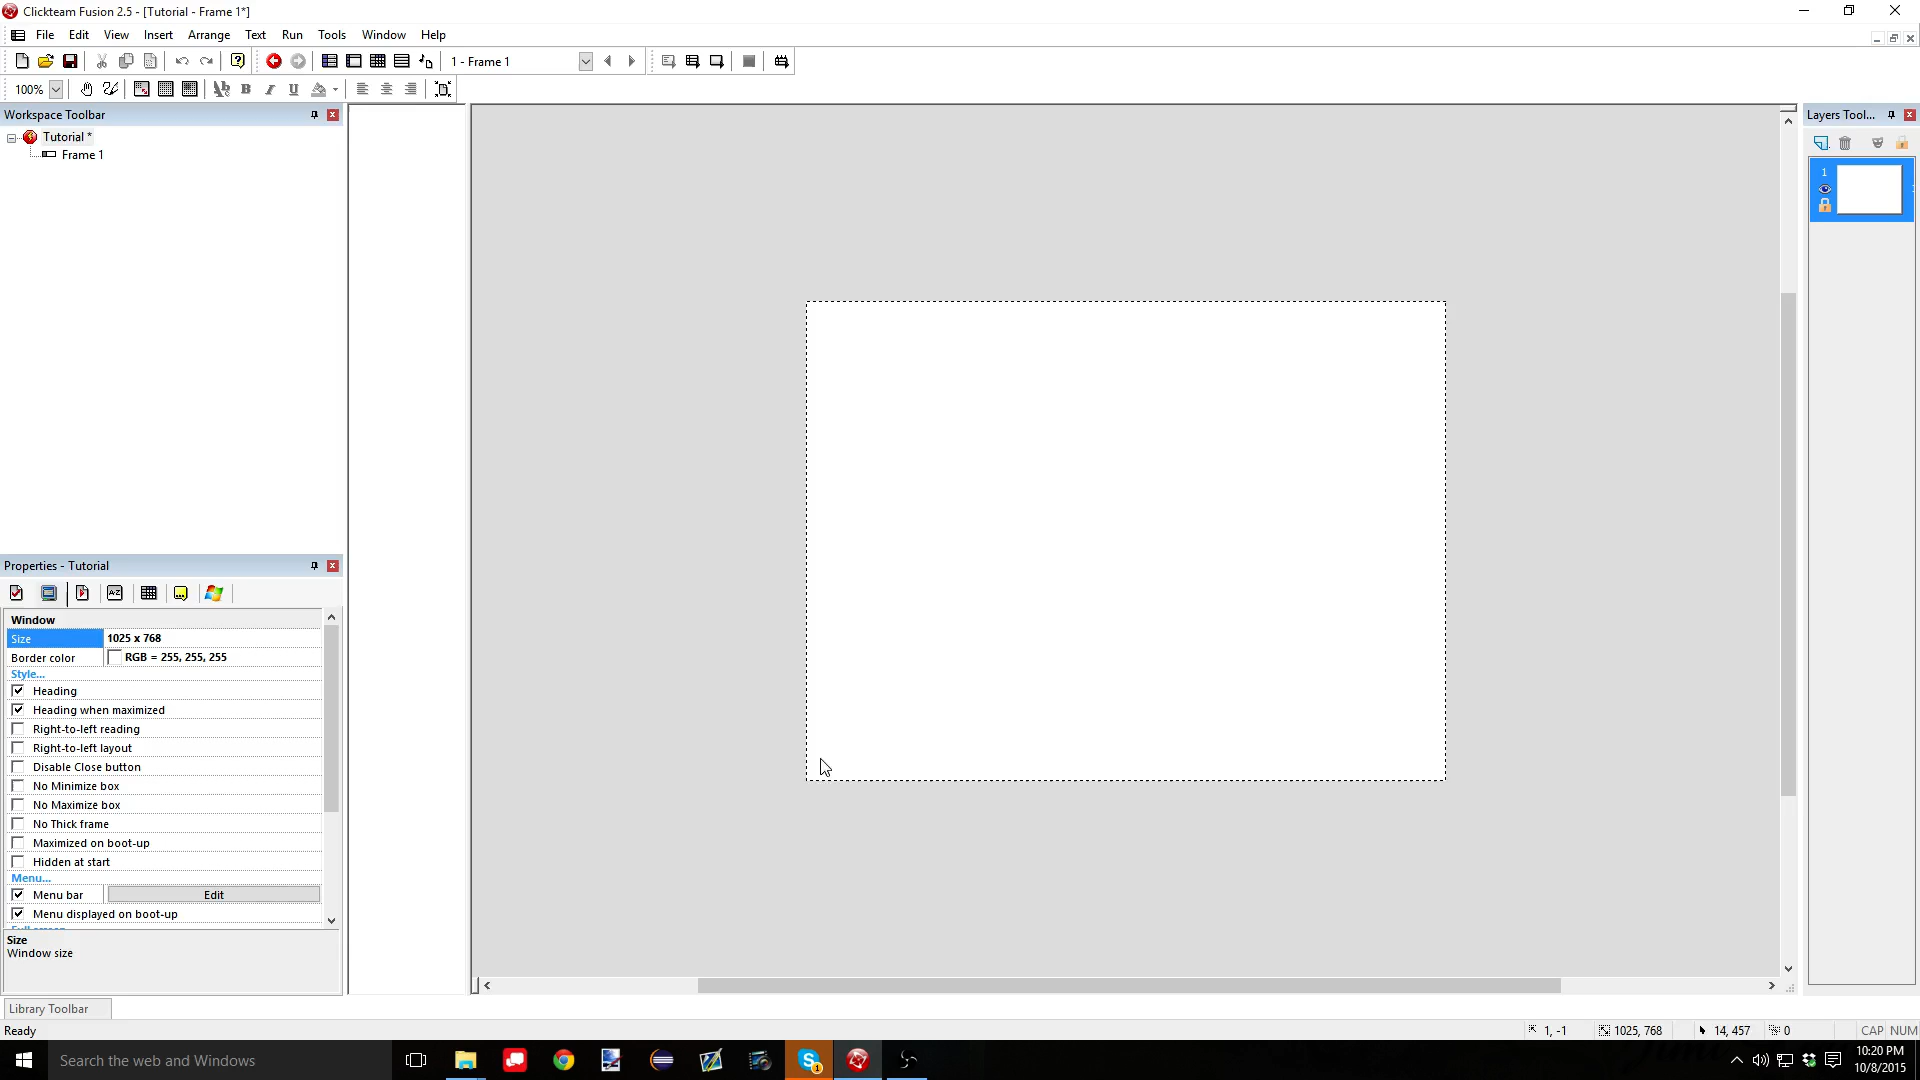 Clickteam Fusion 2.5 - [Tutorial - Frame 1*]
File Edit View Insert Arrange Text Run Tools Window Help
1 - Frame 1
100%
Workspace Toolbar
Tutorial *
Frame 1
Layers Tool...
1
Properties - Tutorial
Window
Size 1025 x 768
Border color RGB = 255, 255, 255
Style...
Heading
Heading when maximized
Right-to-left reading
Right-to-left layout
Disable Close button
No Minimize box
No Maximize box
No Thick frame
Maximized on boot-up
Hidden at start
Menu...
Menu bar Edit
Menu displayed on boot-up
Size
Window size
Library Toolbar
Ready 1, -1 1025, 768 14, 457 0 CAP NUM
Search the web and Windows
10:20 PM
10/8/2015